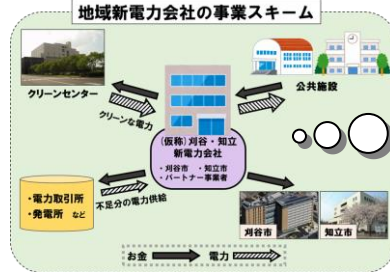 地域新電力会社の事業スキーム
クリーンセンター
公共施設
クリーンな電力
(仮称)刈谷・知立
新電力会社
・刈谷市 ・知立市
・パートナー事業者
・電力取引所
・発電所 など
不足分の電力供給
刈谷市
知立市
お金
電力